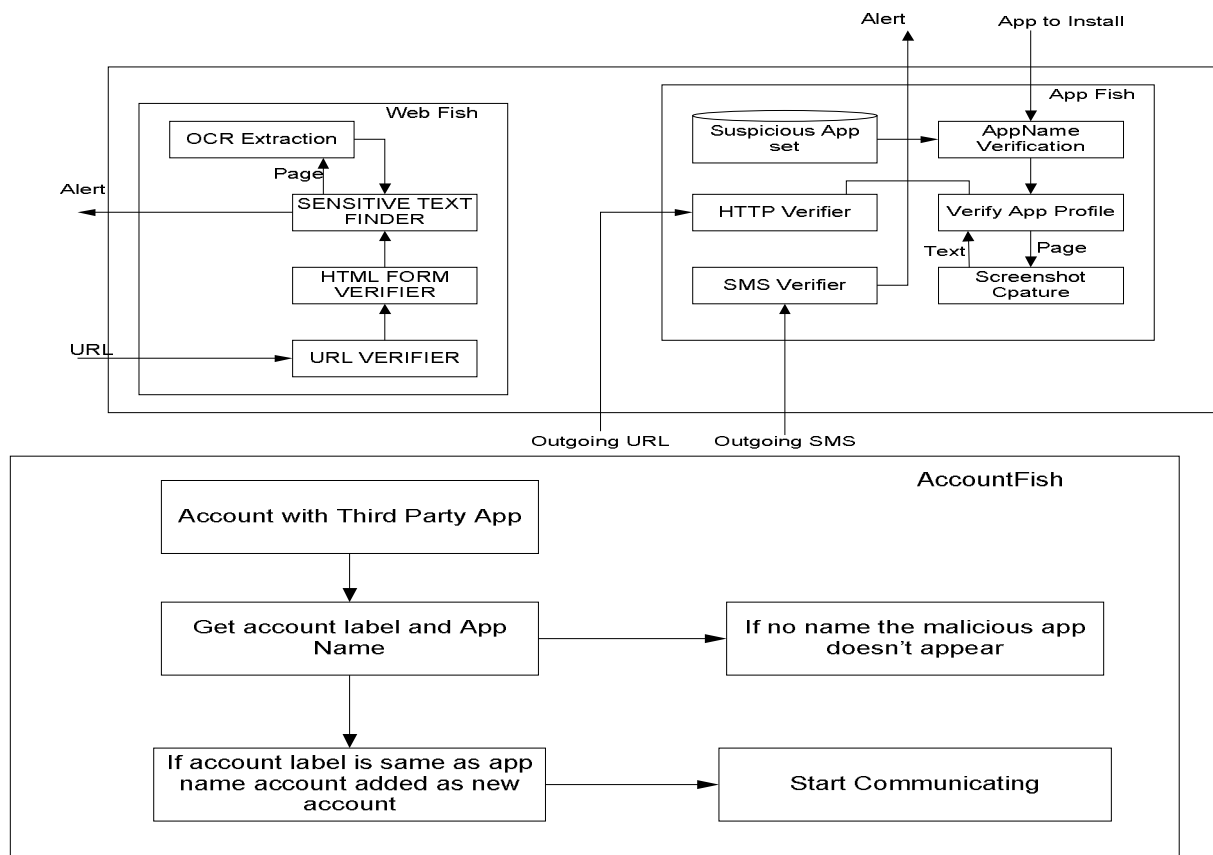 Alert
App to Install
Web Fish
App Fish
OCR Extraction
Suspicious App
set
AppName
Verification
Page
Alert
SENSITIVE TEXT
FINDER
HTTP Verifier
Verify App Profile
Text
Page
HTML FORM
VERIFIER
SMS Verifier
Screenshot
Cpature
URL
URL VERIFIER
Outgoing URL
Outgoing SMS
AccountFish
Account with Third Party App
Get account label and App
Name
If no name the malicious app
doesn't appear
If account label is same as app
name account added as new
account
Start Communicating